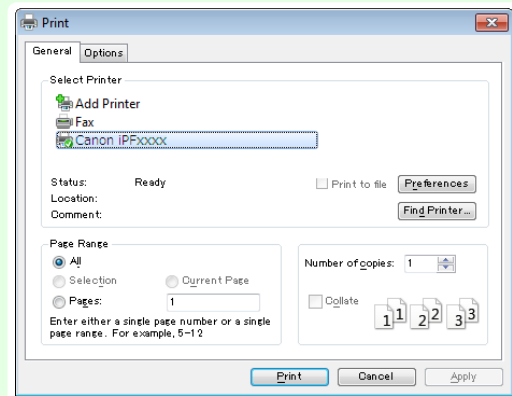 Print
General Options
Select Printer
Add Printer
Fax
Canon iPFxxxx
Status: Ready Print to file Preferences
Location:
Comment: Find Printer...
Page Range
All
Selection Current Page
Pages: 1
Enter either a single page number or a single
page range. For example, 5-12
Number of copies: 1
Collate
1 1 2 2 3 3
Print Cancel Apply